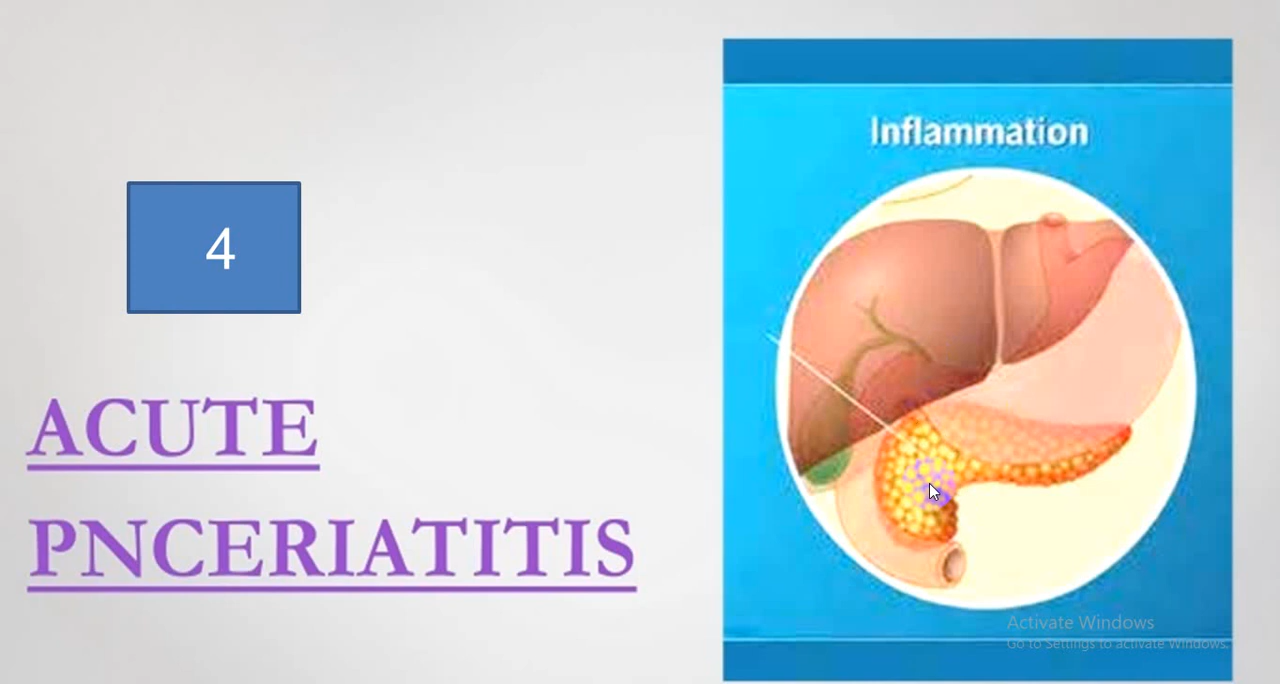 4
ACUTE
PNCERIATITIS
Inflammation
Activate Windows
Go to Settings to activate Windows.